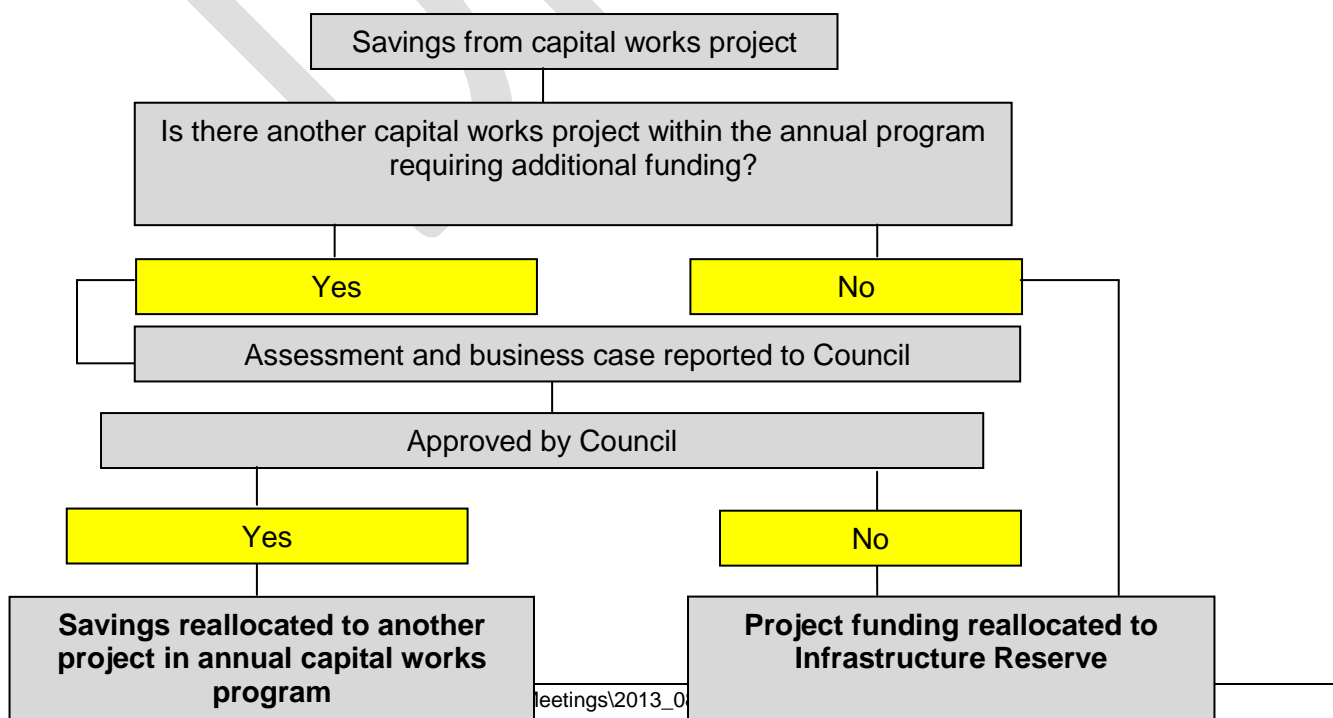 Savings from capital works project
Is there another capital works project within the annual program
requiring additional funding?
Yes
No
Assessment and business case reported to Council
Approved by Council
Yes
No
Savings reallocated to another
project in annual capital works
program
Project funding reallocated to
Infrastructure Reserve